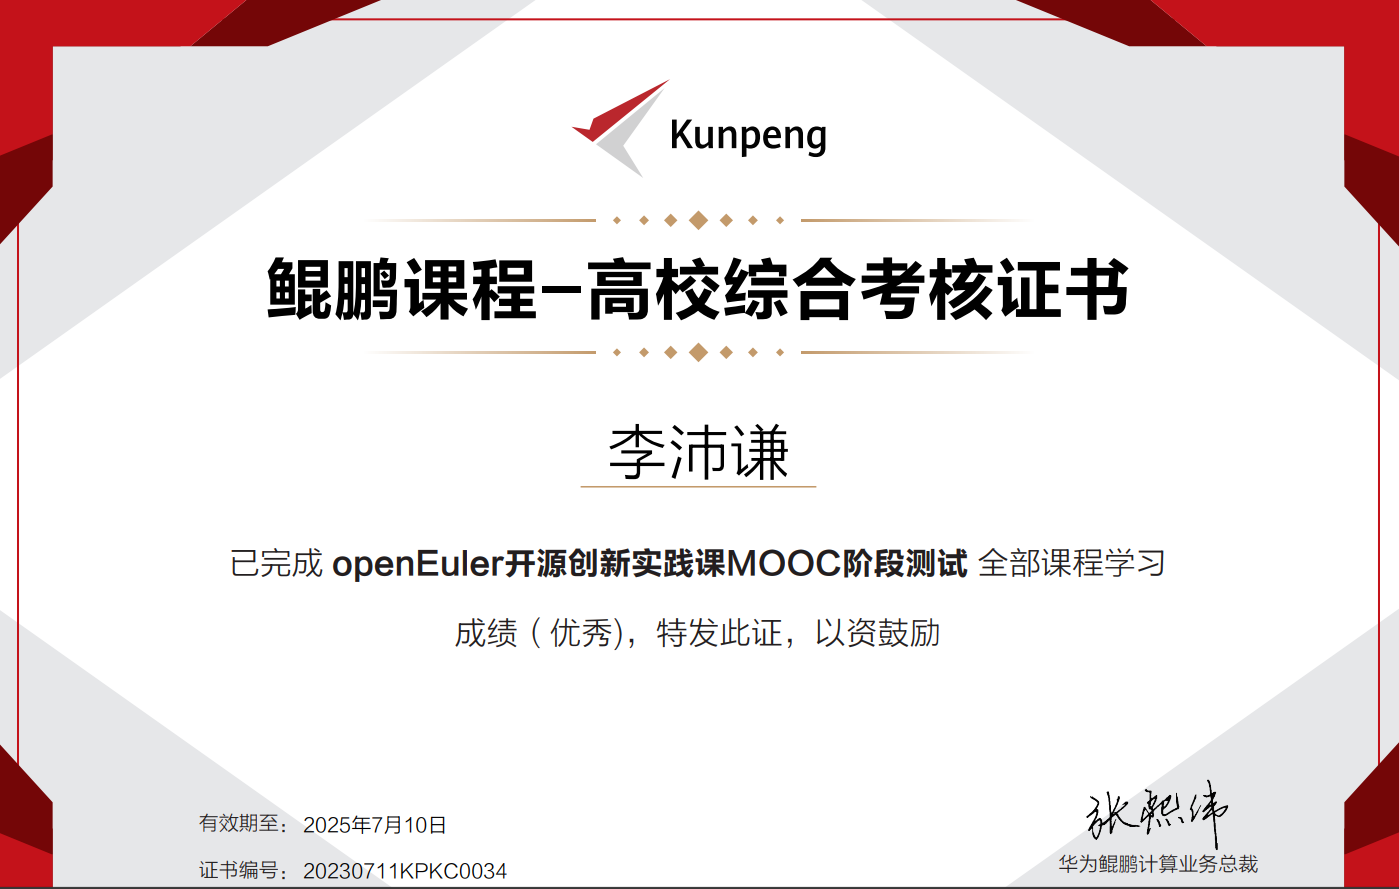 Kunpeng
鲲鹏课程–高校综合考核证书
李沛谦
已完成 openEuler开源创新实践课MOOC阶段测试 全部课程学习
成绩（优秀），特发此证，以资鼓励
有效期至： 2025年7月10日
证书编号： 20230711KPKC0034
张熙伟
华为鲲鹏计算业务总裁